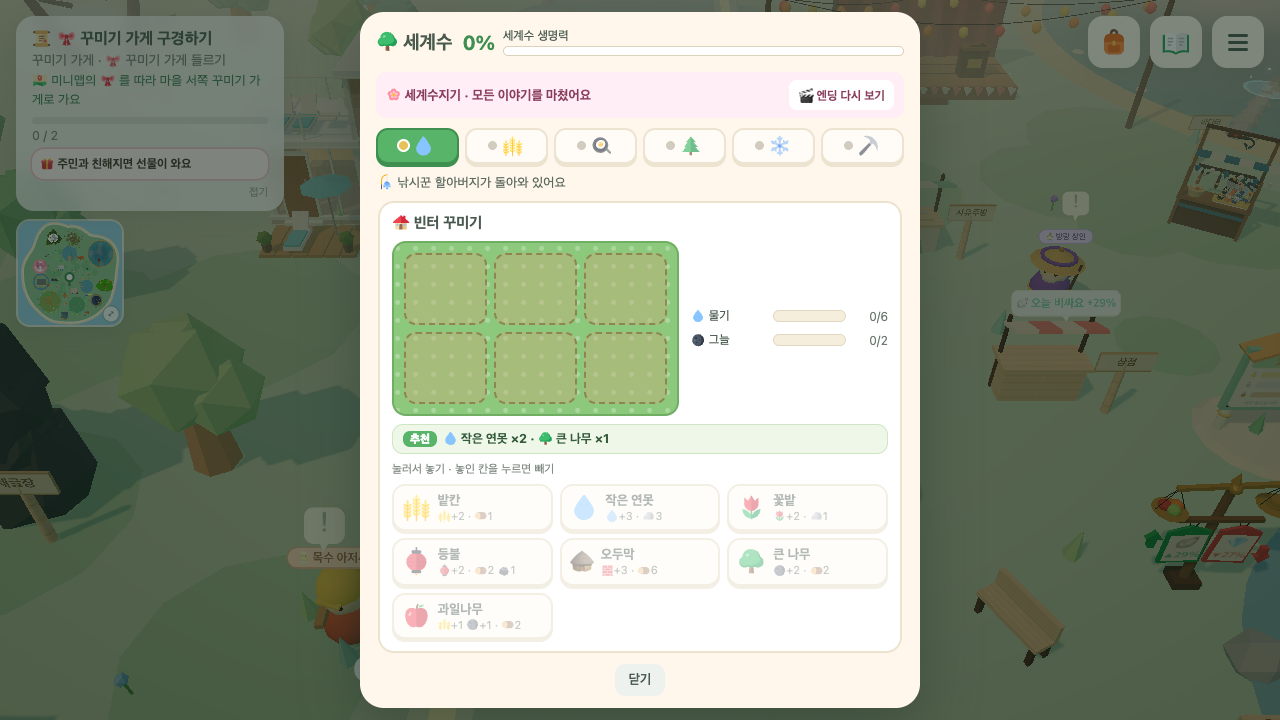 꾸미기 가게 구경하기
꾸미기 가게 · 꾸미기 가게 들르기
미니맵의 를 따라 마을 서쪽 꾸미기 가게로 가요
0 / 2
주민과 친해지면 선물이 와요
접기
세계수 0% 세계수 생명력
세계수지기 · 모든 이야기를 마쳤어요
엔딩 다시 보기
낚시꾼 할아버지가 돌아와 있어요
빈터 꾸미기
물기 0/6
그늘 0/2
추천 작은 연못 ×2 · 큰 나무 ×1
눌러서 놓기 · 놓인 칸을 누르면 빼기
밭칸
+2 · 1
작은 연못
+3 · 3
꽃밭
+2 · 1
등불
+2 · 2 1
오두막
+3 · 6
큰 나무
+2 · 2
과일나무
+1 +1 · 2
닫기
목수 아저
!
!
방랑 상인
오늘 비싸요 +29%
상점